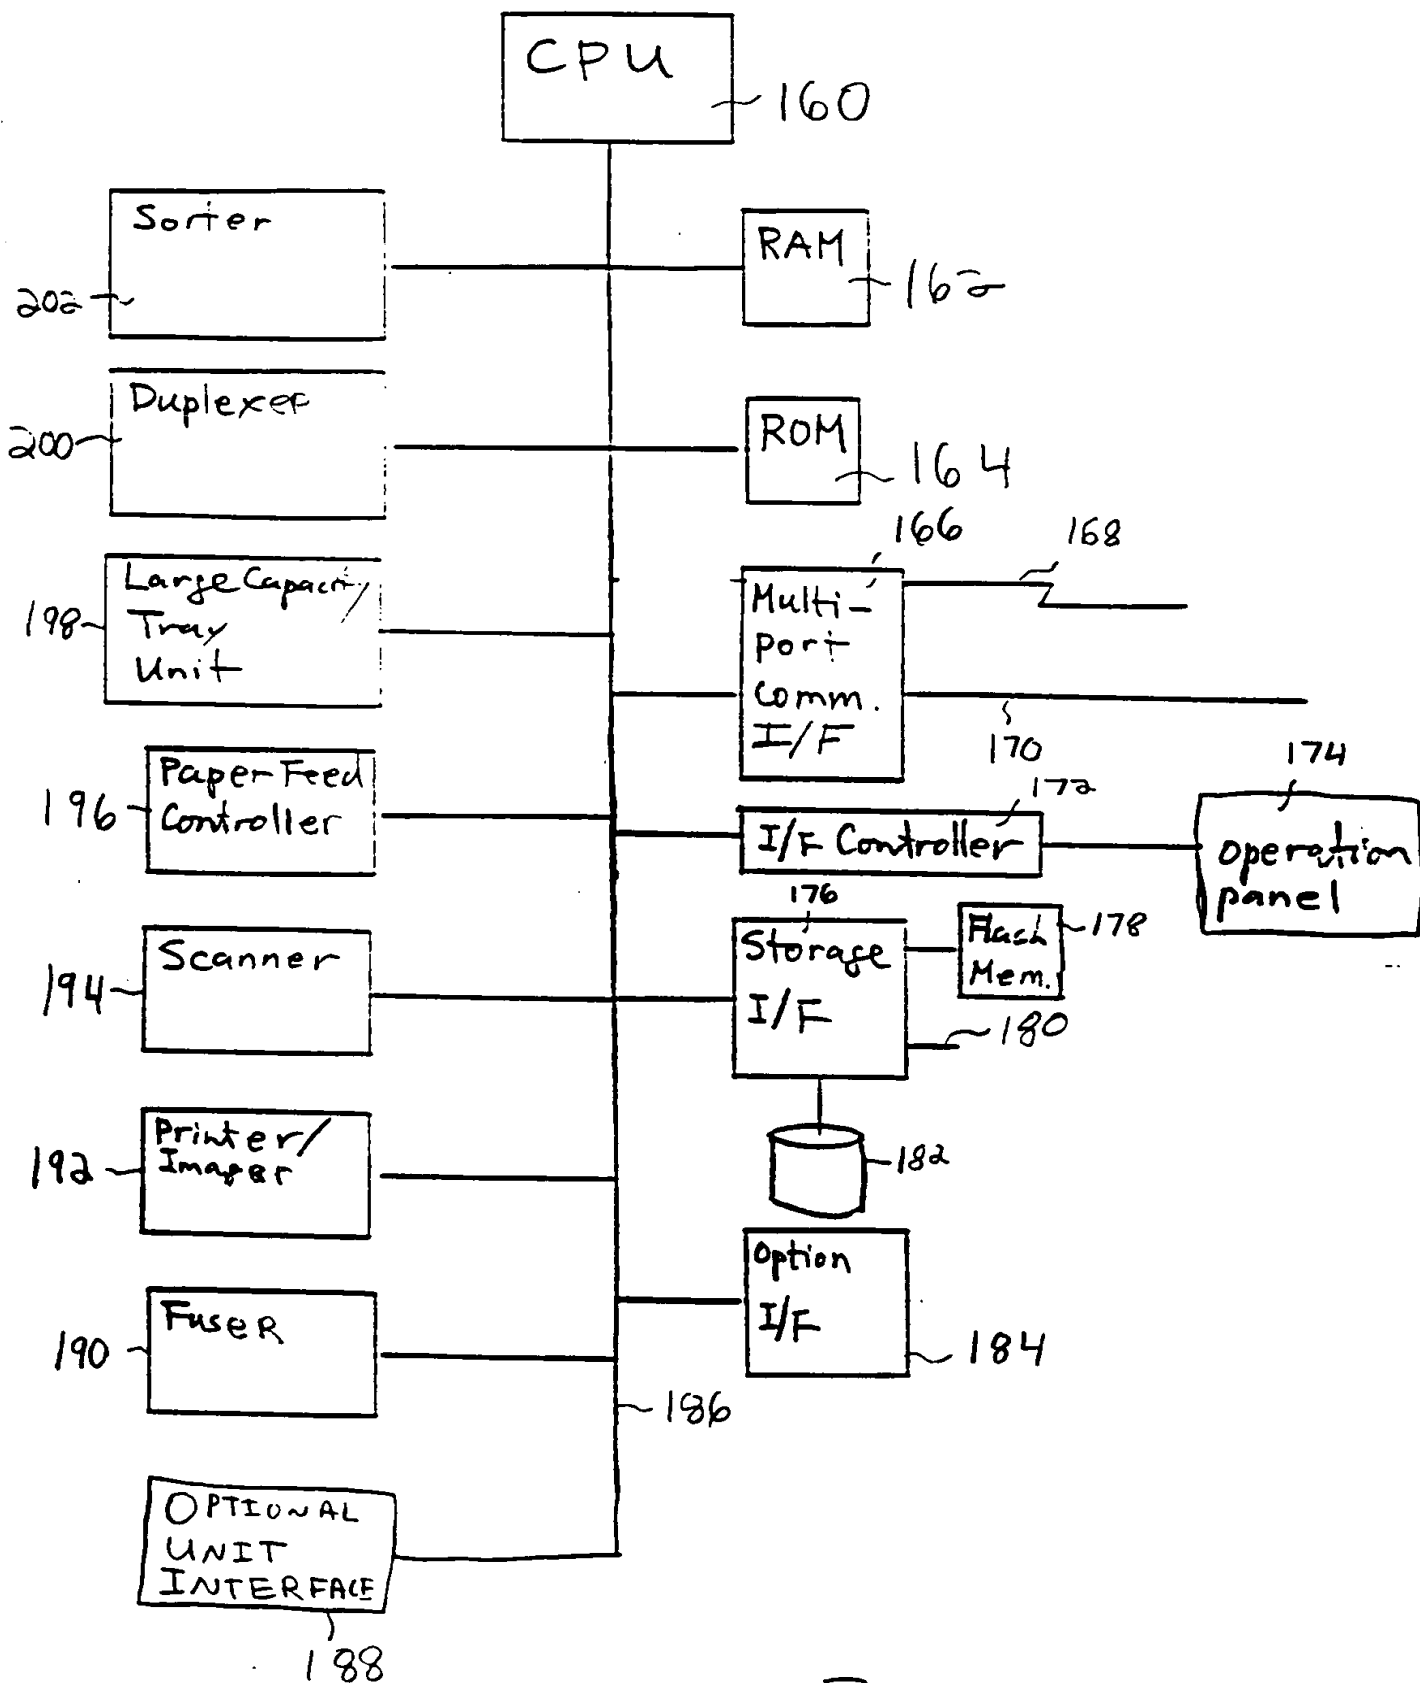 CPU
160
Sorter
202
RAM
162
Duplexer
200
ROM
164
Large Capacity
Tray
Unit
198
166
168
Multi-
Port
Comm.
I/F
170
Paper Feed
Controller
196
172
I/F Controller
174
Operation
panel
Scanner
194
176
Storage
I/F
Flash
Mem.
178
180
182
Printer/
Imager
192
Option
I/F
184
Fuser
190
186
OPTIONAL
UNIT
INTERFACE
188